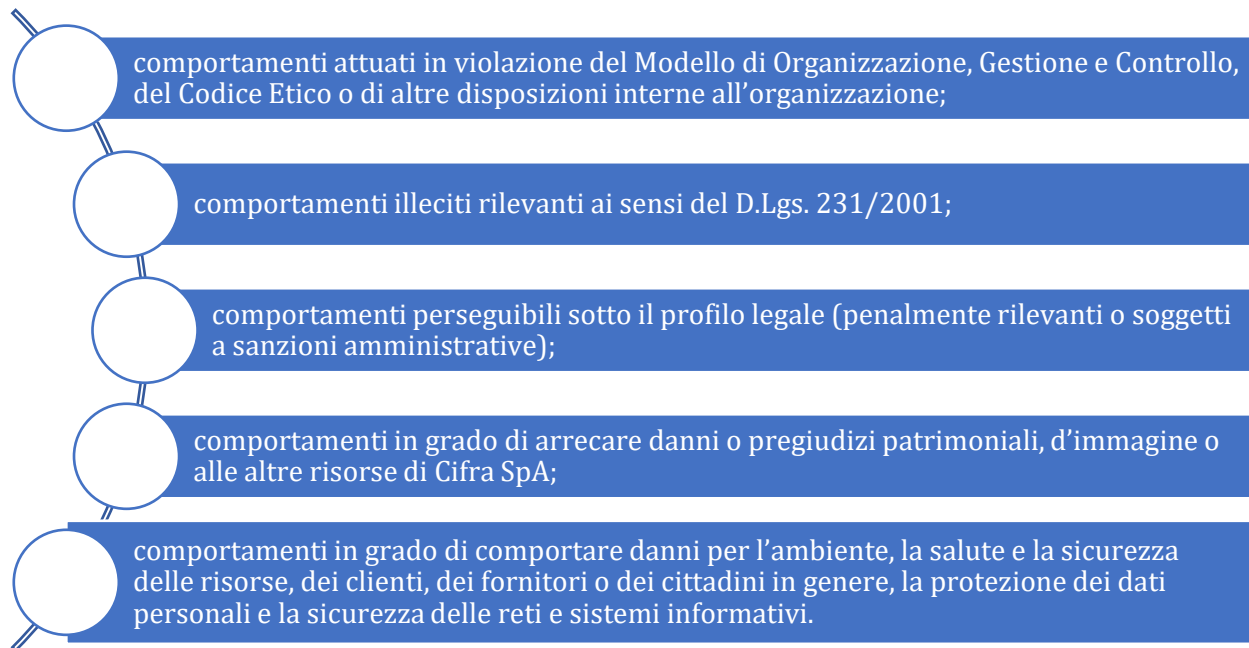 comportamenti attuati in violazione del Modello di Organizzazione, Gestione e Controllo,
del Codice Etico o di altre disposizioni interne all’organizzazione;
comportamenti illeciti rilevanti ai sensi del D.Lgs. 231/2001;
comportamenti perseguibili sotto il profilo legale (penalmente rilevanti o soggetti
a sanzioni amministrative);
comportamenti in grado di arrecare danni o pregiudizi patrimoniali, d’immagine o
alle altre risorse di Cifra SpA;
comportamenti in grado di comportare danni per l’ambiente, la salute e la sicurezza
delle risorse, dei clienti, dei fornitori o dei cittadini in genere, la protezione dei dati
personali e la sicurezza delle reti e sistemi informativi.